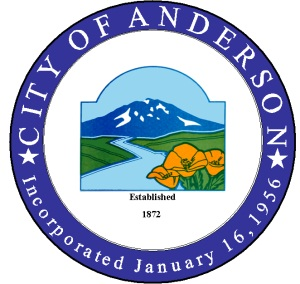 CITY OF ANDERSON
Established
1872
Incorporated January 16, 1956